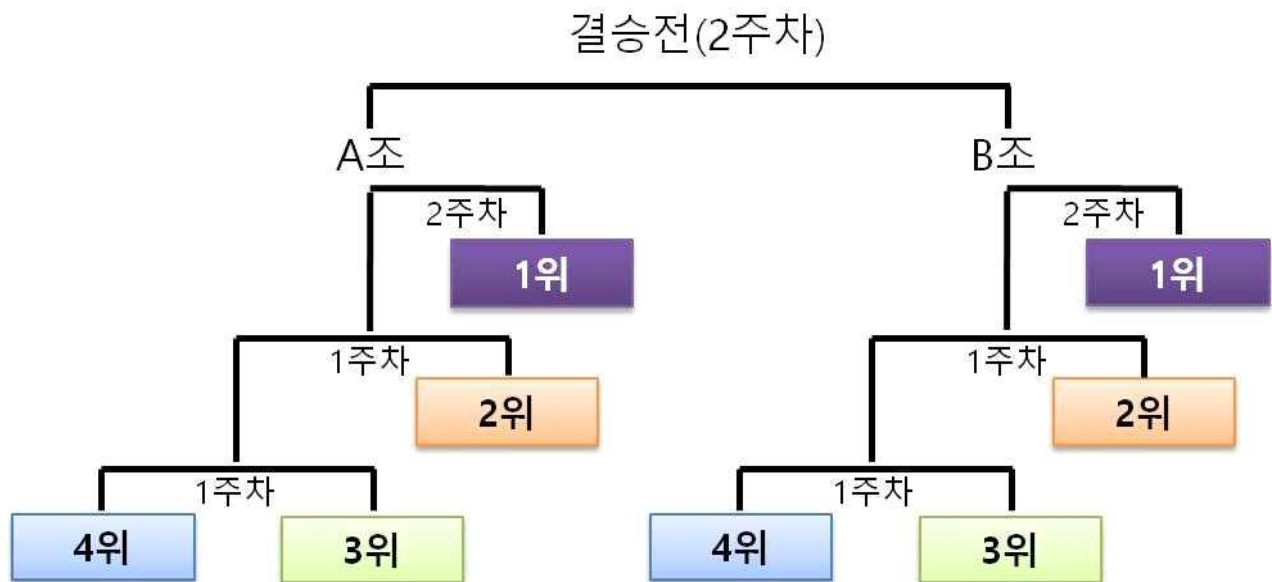 결승전(2주차)
A조 B조
2주차 2주차
1위 1위
1주차 1주차
2위 2위
1주차 1주차
4위 3위 4위 3위